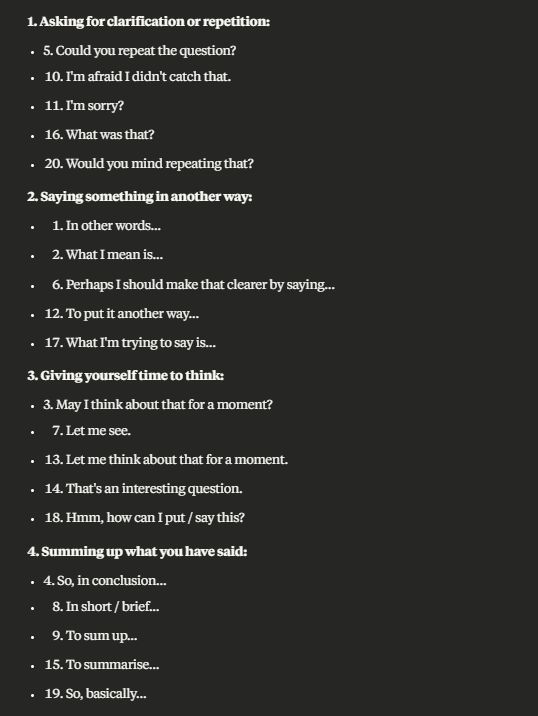 1. Asking for clarification or repetition:
• 5. Could you repeat the question?
• 10. I'm afraid I didn't catch that.
• 11. I'm sorry?
• 16. What was that?
• 20. Would you mind repeating that?
2. Saying something in another way:
• 1. In other words...
• 2. What I mean is...
• 6. Perhaps I should make that clearer by saying...
• 12. To put it another way...
• 17. What I'm trying to say is...
3. Giving yourself time to think:
• 3. May I think about that for a moment?
• 7. Let me see.
• 13. Let me think about that for a moment.
• 14. That's an interesting question.
• 18. Hmm, how can I put / say this?
4. Summing up what you have said:
• 4. So, in conclusion...
• 8. In short / brief...
• 9. To sum up...
• 15. To summarise...
• 19. So, basically...